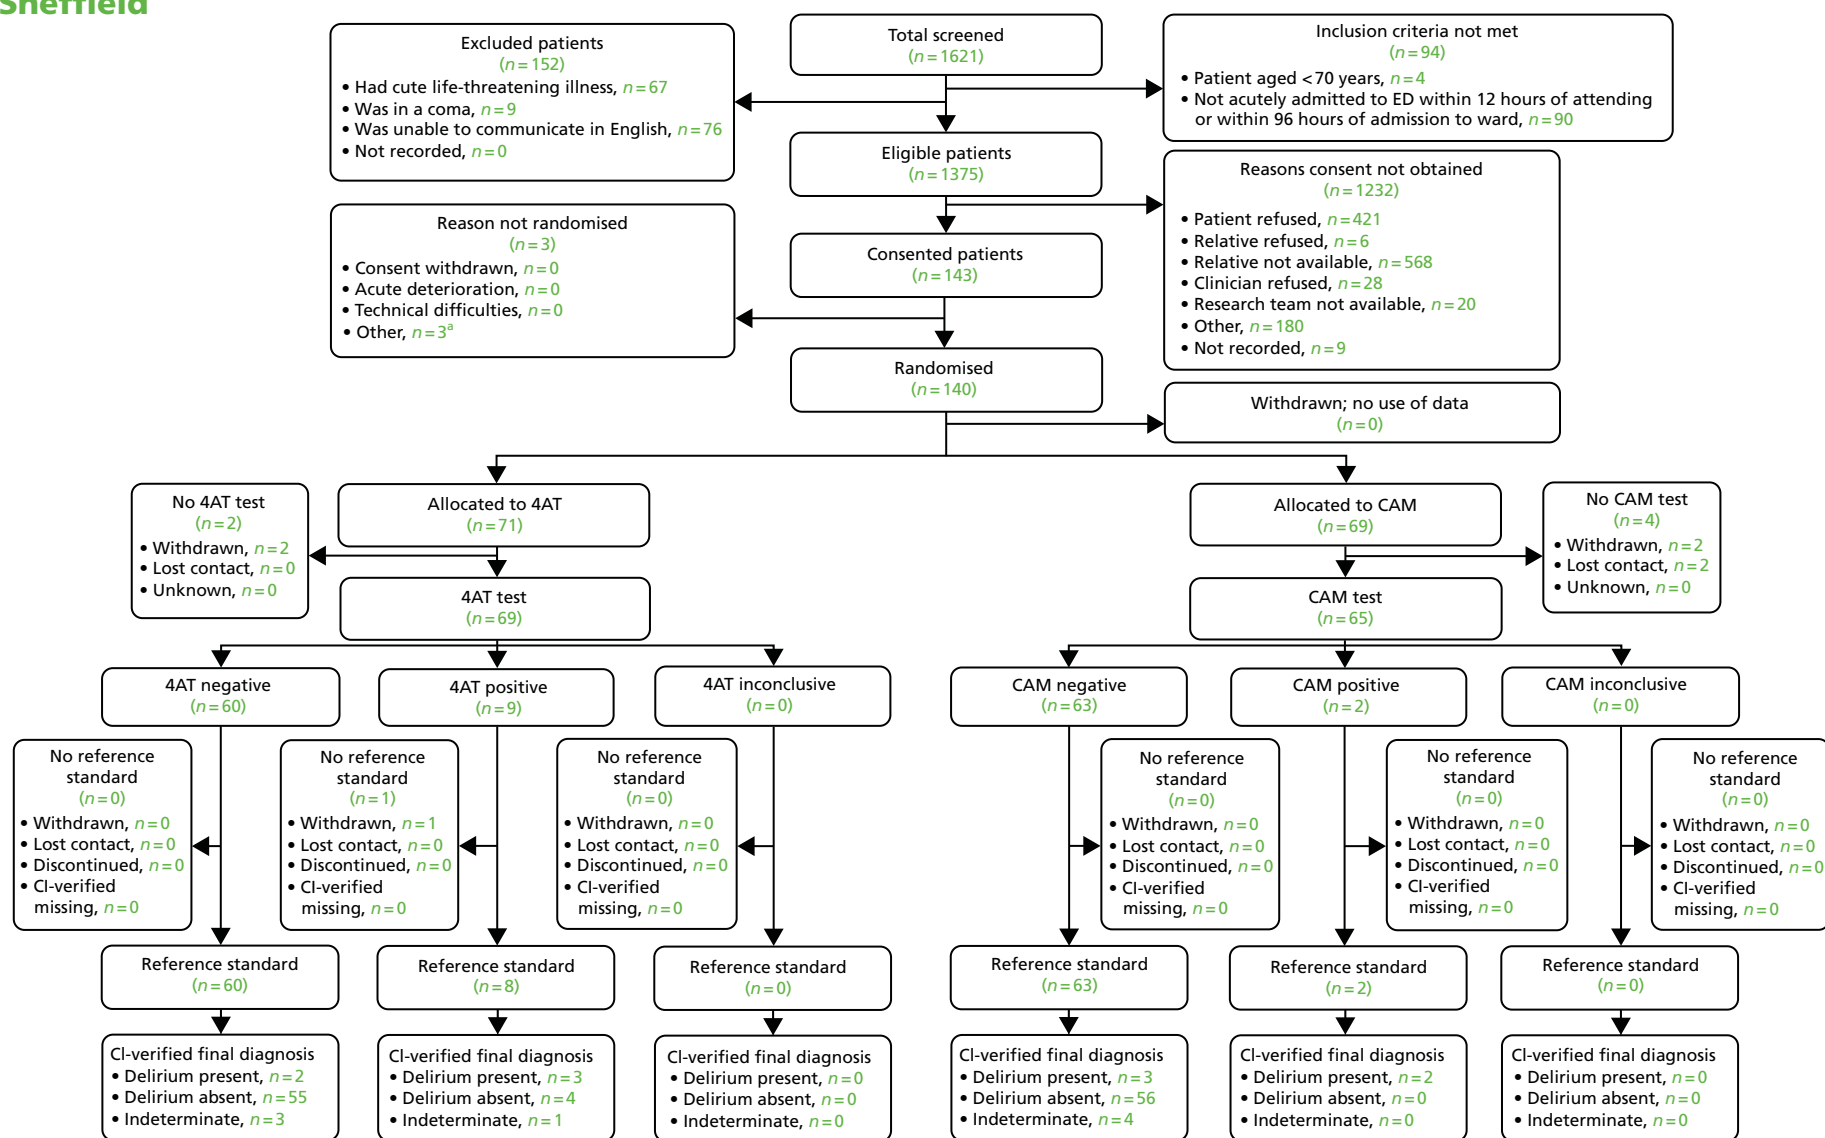 Sheffield
Total screened
(n=1621)
Excluded patients
(n=152)
• Had cute life-threatening illness, n=67
• Was in a coma, n=9
• Was unable to communicate in English, n=76
• Not recorded, n=0
Inclusion criteria not met
(n=94)
• Patient aged <70 years, n=4
• Not acutely admitted to ED within 12 hours of attending
or within 96 hours of admission to ward, n=90
Eligible patients
(n=1375)
Reasons consent not obtained
(n=1232)
• Patient refused, n=421
• Relative refused, n=6
• Relative not available, n=568
• Clinician refused, n=28
• Research team not available, n=20
• Other, n=180
• Not recorded, n=9
Consented patients
(n=143)
Reason not randomised
(n=3)
• Consent withdrawn, n=0
• Acute deterioration, n=0
• Technical difficulties, n=0
• Other, n=3a
Randomised
(n=140)
Withdrawn; no use of data
(n=0)
Allocated to 4AT
(n=71)
No 4AT test
(n=2)
• Withdrawn, n=2
• Lost contact, n=0
• Unknown, n=0
4AT test
(n=69)
Allocated to CAM
(n=69)
No CAM test
(n=4)
• Withdrawn, n=2
• Lost contact, n=2
• Unknown, n=0
CAM test
(n=65)
4AT negative
(n=60)
4AT positive
(n=9)
4AT inconclusive
(n=0)
CAM negative
(n=63)
CAM positive
(n=2)
CAM inconclusive
(n=0)
No reference
standard
(n=0)
• Withdrawn, n=0
• Lost contact, n=0
• Discontinued, n=0
• CI-verified
missing, n=0
No reference
standard
(n=1)
• Withdrawn, n=1
• Lost contact, n=0
• Discontinued, n=0
• CI-verified
missing, n=0
No reference
standard
(n=0)
• Withdrawn, n=0
• Lost contact, n=0
• Discontinued, n=0
• CI-verified
missing, n=0
No reference
standard
(n=0)
• Withdrawn, n=0
• Lost contact, n=0
• Discontinued, n=0
• CI-verified
missing, n=0
No reference
standard
(n=0)
• Withdrawn, n=0
• Lost contact, n=0
• Discontinued, n=0
• CI-verified
missing, n=0
No reference
standard
(n=0)
• Withdrawn, n=0
• Lost contact, n=0
• Discontinued, n=0
• CI-verified
missing, n=0
Reference standard
(n=60)
Reference standard
(n=8)
Reference standard
(n=0)
Reference standard
(n=63)
Reference standard
(n=2)
Reference standard
(n=0)
CI-verified final diagnosis
• Delirium present, n=2
• Delirium absent, n=55
• Indeterminate, n=3
CI-verified final diagnosis
• Delirium present, n=3
• Delirium absent, n=4
• Indeterminate, n=1
CI-verified final diagnosis
• Delirium present, n=0
• Delirium absent, n=0
• Indeterminate, n=0
CI-verified final diagnosis
• Delirium present, n=3
• Delirium absent, n=56
• Indeterminate, n=4
CI-verified final diagnosis
• Delirium present, n=2
• Delirium absent, n=0
• Indeterminate, n=0
CI-verified final diagnosis
• Delirium present, n=0
• Delirium absent, n=0
• Indeterminate, n=0